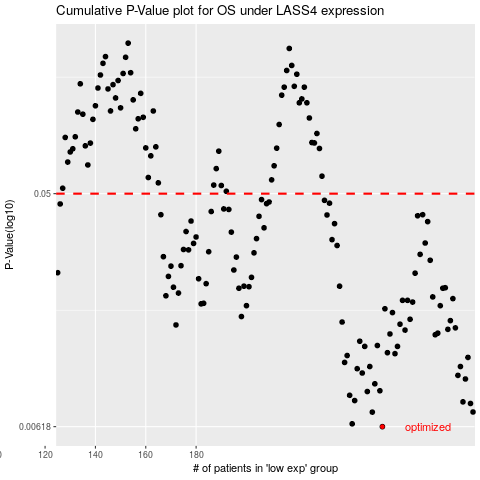 Cumulative P-Value plot for OS under LASS4 expression
P-Value(log10)
0.05
0.00618
optimized
0 120 140 160 180
# of patients in 'low exp' group